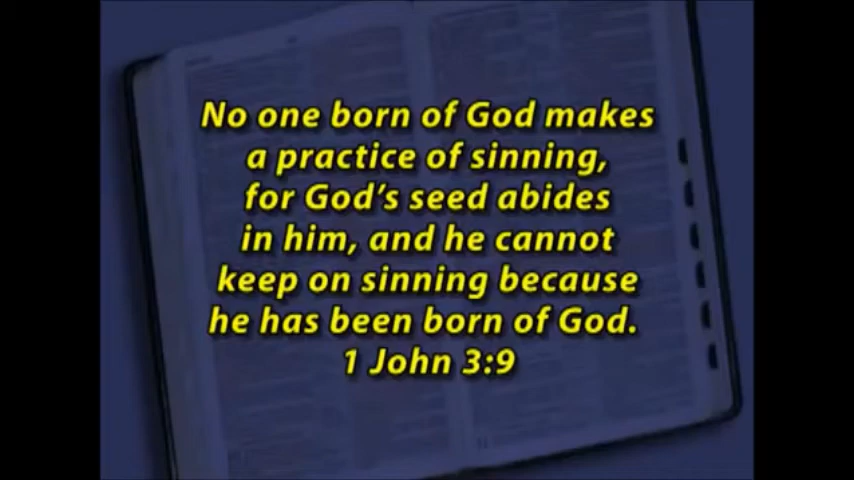 No one born of God makes
a practice of sinning,
for God's seed abides
in him, and he cannot
keep on sinning because
he has been born of God.
1 John 3:9